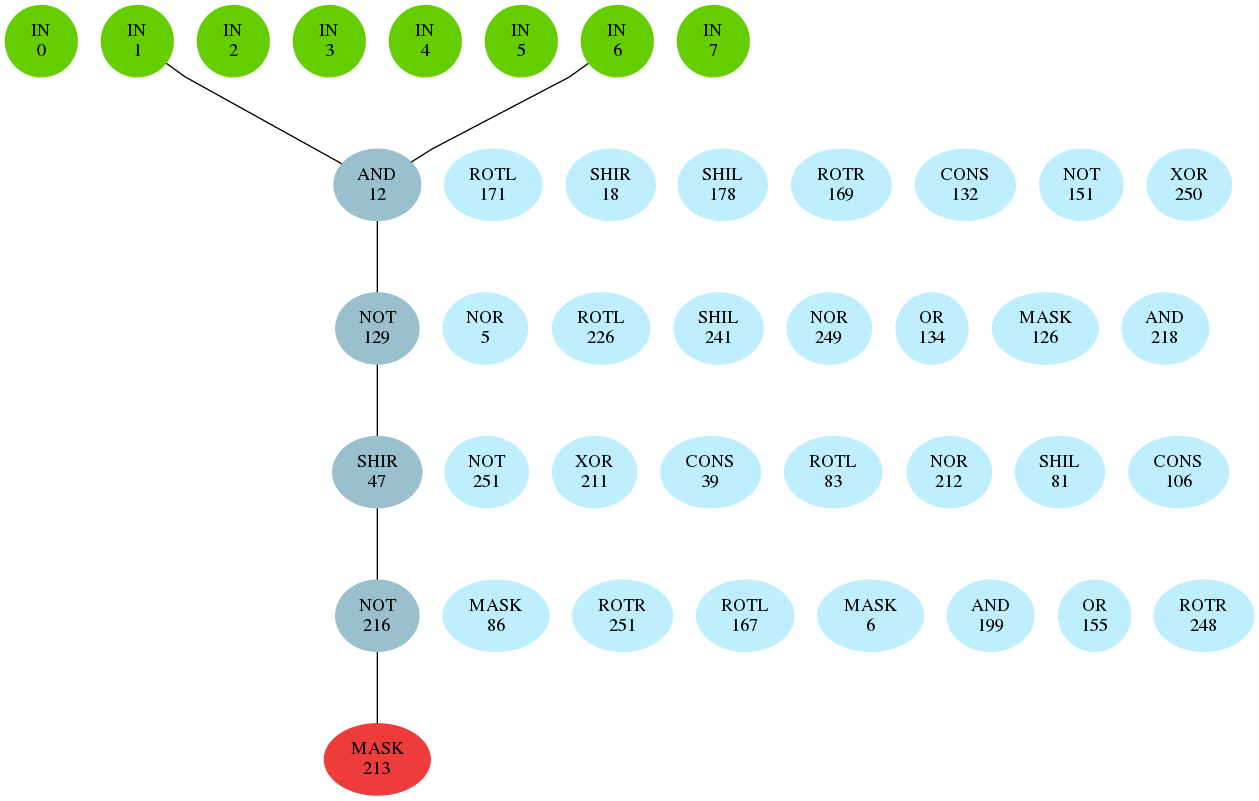 IN IN IN IN IN IN IN IN
0 1 2 3 4 5 6 7
AND ROTL SHIR SHIL ROTR CONS NOT XOR
12 171 18 178 169 132 151 250
NOT NOR ROTL SHIL NOR OR MASK AND
129 5 226 241 249 134 126 218
SHIR NOT XOR CONS ROTL NOR SHIL CONS
47 251 211 39 83 212 81 106
NOT MASK ROTR ROTL MASK AND OR ROTR
216 86 251 167 6 199 155 248
MASK
213